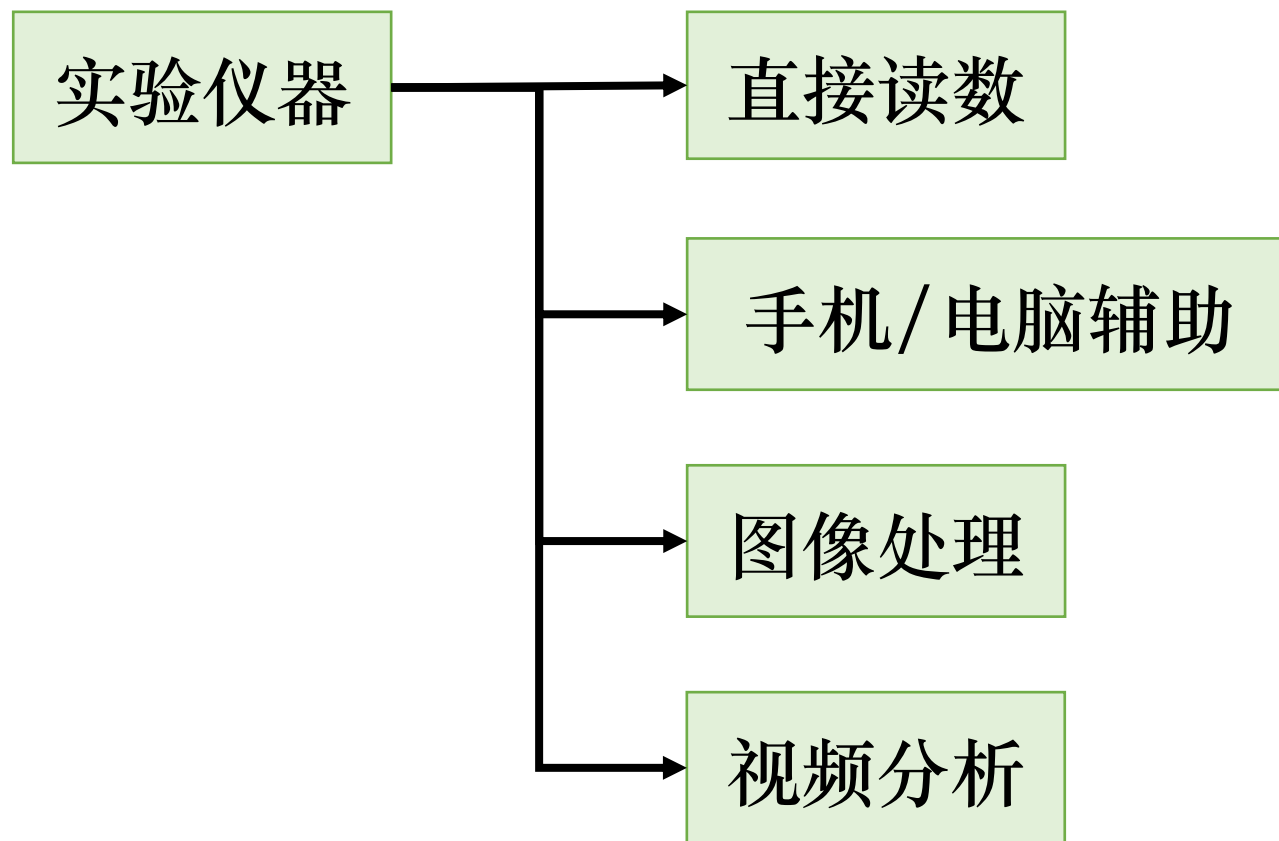 实验仪器
直接读数
手机/电脑辅助
图像处理
视频分析